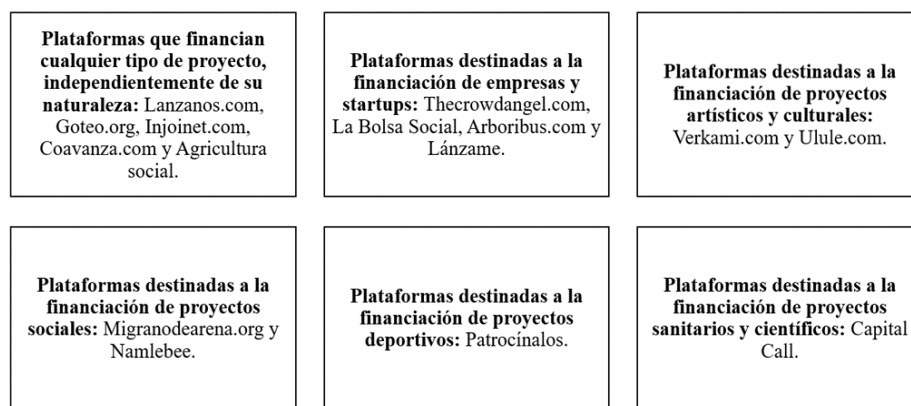 Plataformas que financian
cualquier tipo de proyecto,
independientemente de su
naturaleza: Lanzanos.com,
Goteo.org, Injoinet.com,
Coavanza.com y Agricultura
social.
Plataformas destinadas a la
financiación de empresas y
startups: Thecrowdangel.com,
La Bolsa Social, Arboribus.com y
Lánzame.
Plataformas destinadas a la
financiación de proyectos
artísticos y culturales:
Verkami.com y Ulule.com.
Plataformas destinadas a la
financiación de proyectos
sociales: Migranodearena.org y
Namlebee.
Plataformas destinadas a la
financiación de proyectos
deportivos: Patrocínalos.
Plataformas destinadas a la
financiación de proyectos
sanitarios y científicos: Capital
Call.